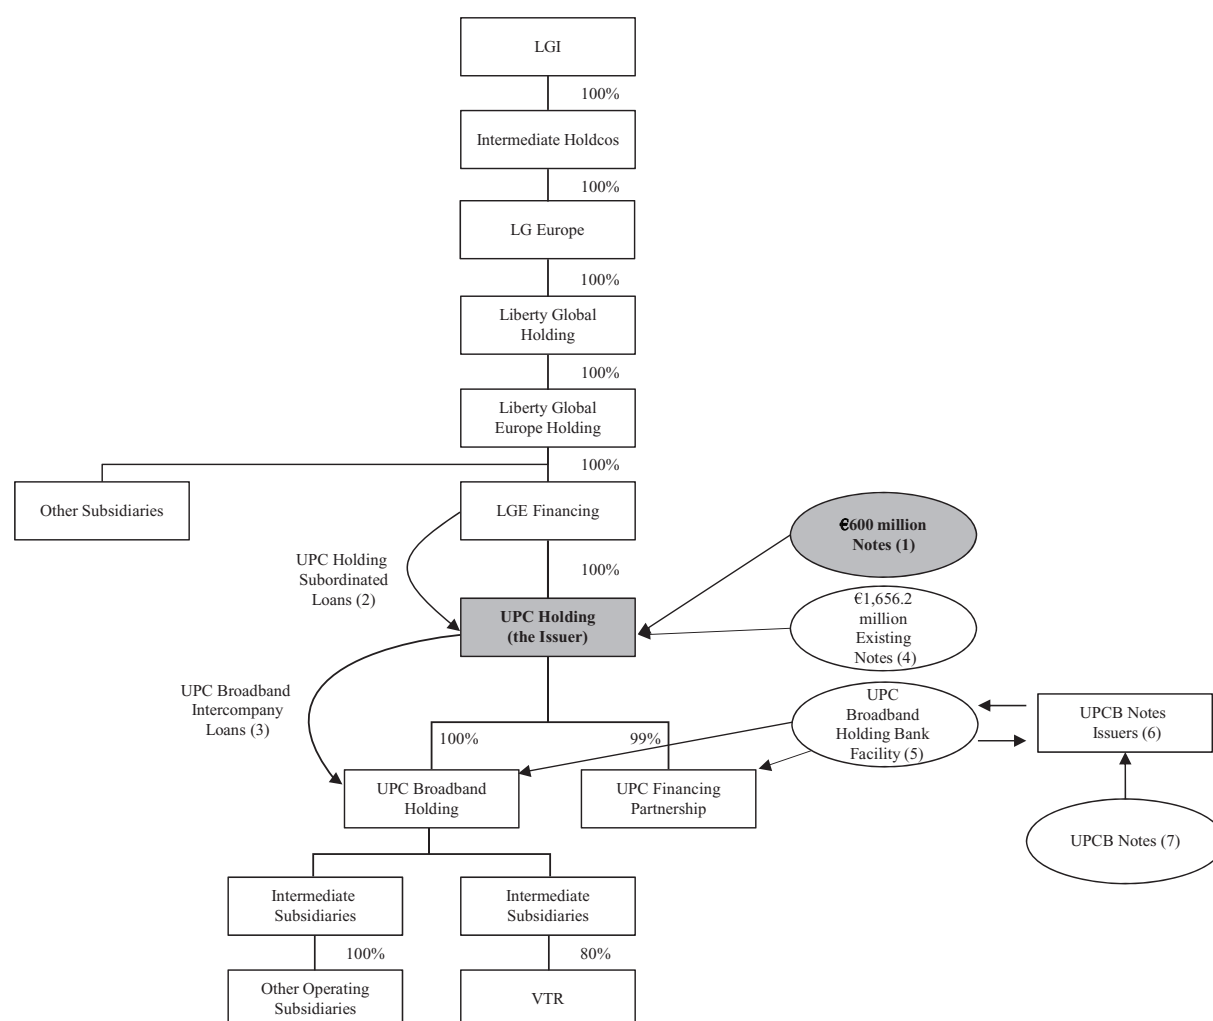 LGI
100%
Intermediate Holdcos
100%
LG Europe
100%
Liberty Global
Holding
100%
Liberty Global
Europe Holding
100%
Other Subsidiaries
LGE Financing
€600 million
Notes (1)
UPC Holding
Subordinated
Loans (2)
100%
UPC Holding
(the Issuer)
€1,656.2
million
Existing
Notes (4)
UPC Broadband
Intercompany
Loans (3)
UPC
Broadband
Holding Bank
Facility (5)
UPCB Notes
Issuers (6)
100%
99%
UPC Broadband
Holding
UPC Financing
Partnership
UPCB Notes (7)
Intermediate
Subsidiaries
Intermediate
Subsidiaries
100%
80%
Other Operating
Subsidiaries
VTR